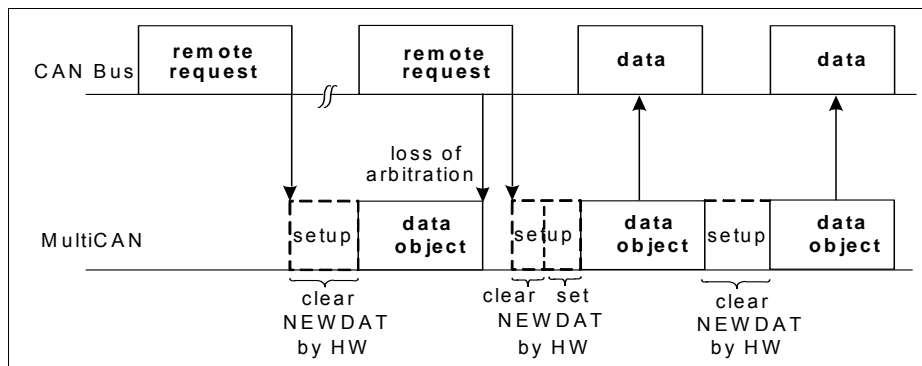 remote
request
remote
request
data
data
CAN Bus
loss of
arbitration
MultiCAN
setup
data
object
setup
data
object
setup
data
object
clear
NEWDAT
by HW
clear set
NEWDAT
by HW
clear
NEWDAT
by HW